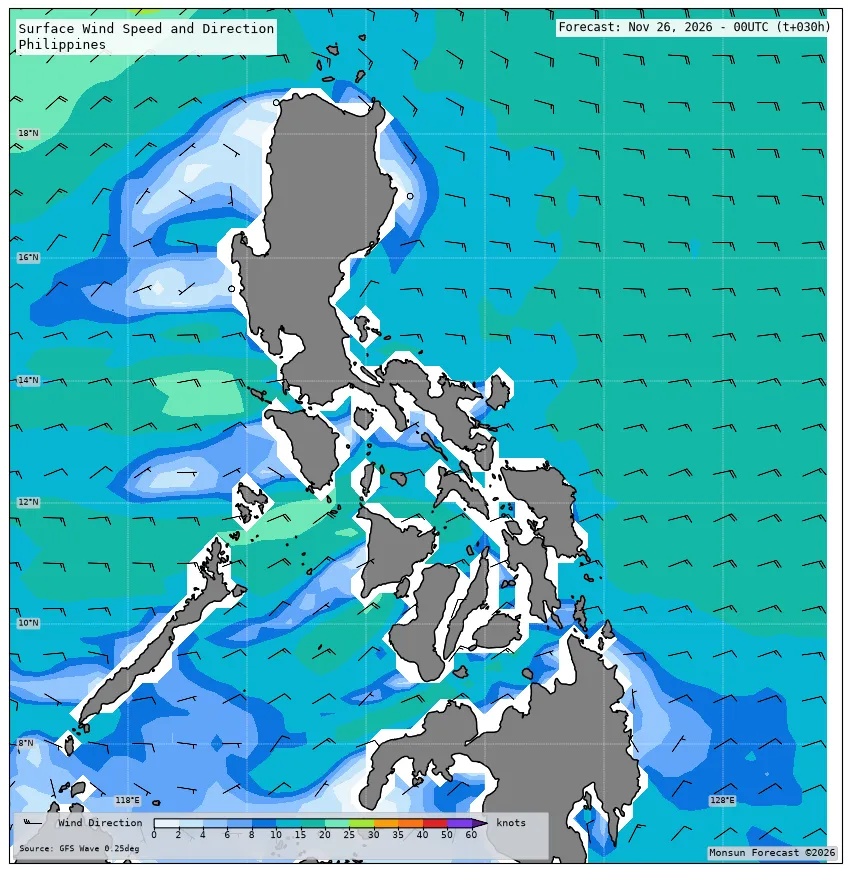 Surface Wind Speed and Direction
Philippines
Forecast: Nov 26, 2026 - 00UTC (t+030h)
18°N
16°N
14°N
12°N
10°N
8°N
118°E
128°E
Wind Direction
0 2 4 6 8 10 15 20 25 30 35 40 50 60
knots
Source: GFS Wave 0.25deg
Monsun Forecast ©2026